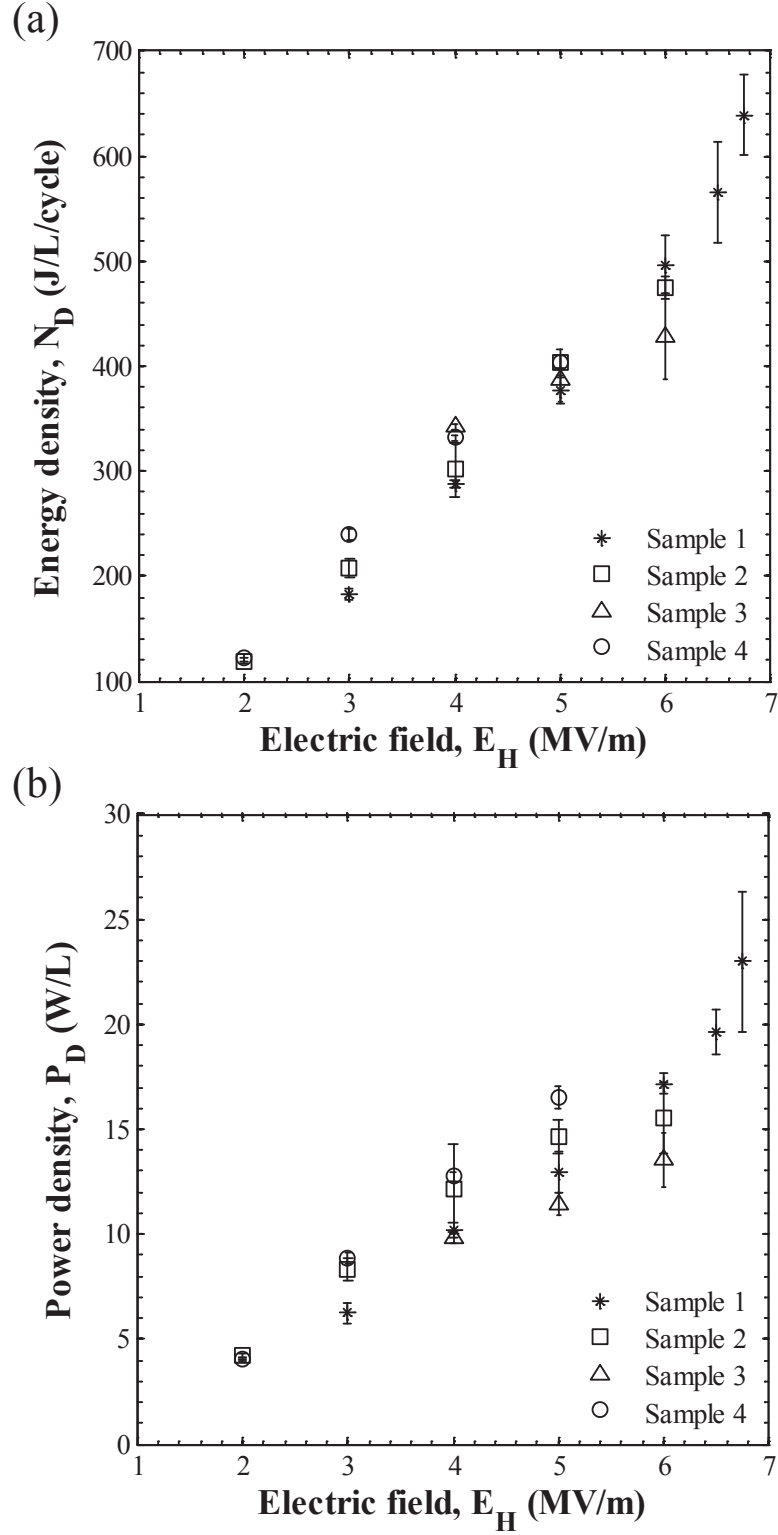 (a)
700
600
500
400
300
200
100
Energy density, N_D (J/L/cycle)
Sample 1
Sample 2
Sample 3
Sample 4
1 2 3 4 5 6 7
Electric field, E_H (MV/m)
(b)
30
25
20
15
10
5
0
Power density, P_D (W/L)
Sample 1
Sample 2
Sample 3
Sample 4
1 2 3 4 5 6 7
Electric field, E_H (MV/m)